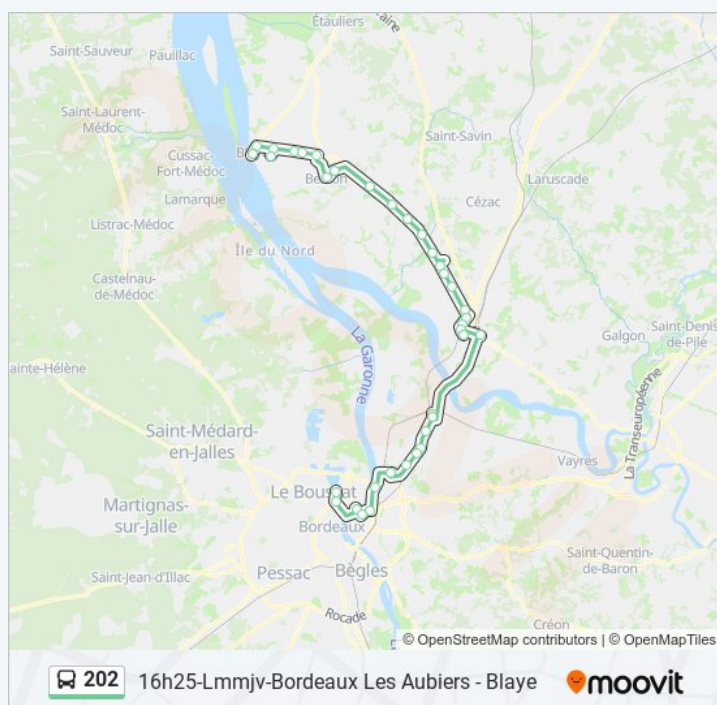 Étauliers
Saint-Sauveur
Pauillac
Saint-Laurent-
Médoc
Saint-Savin
Cussac-
Fort-Médoc
Lamarque
Laruscade
Cézac
Listrac-Médoc
Île du Nord
Castelnau-
de-Médoc
La Garonne
Saint-Denis
de-Pile
Galgon
La Transeuropéenne
ainte-Hélène
Saint-Médard
en-Jalles
Vayres
Le Bouscat
Martignas-
sur-Jalle
Bordeaux
Saint-Jean-d'Illac
Pessac
Bègles
Saint-Quentin-
de-Baron
Rocade
Créon
© OpenStreetMap contributors | © OpenMapTiles
202 16h25-Lmmjv-Bordeaux Les Aubiers - Blaye moovit